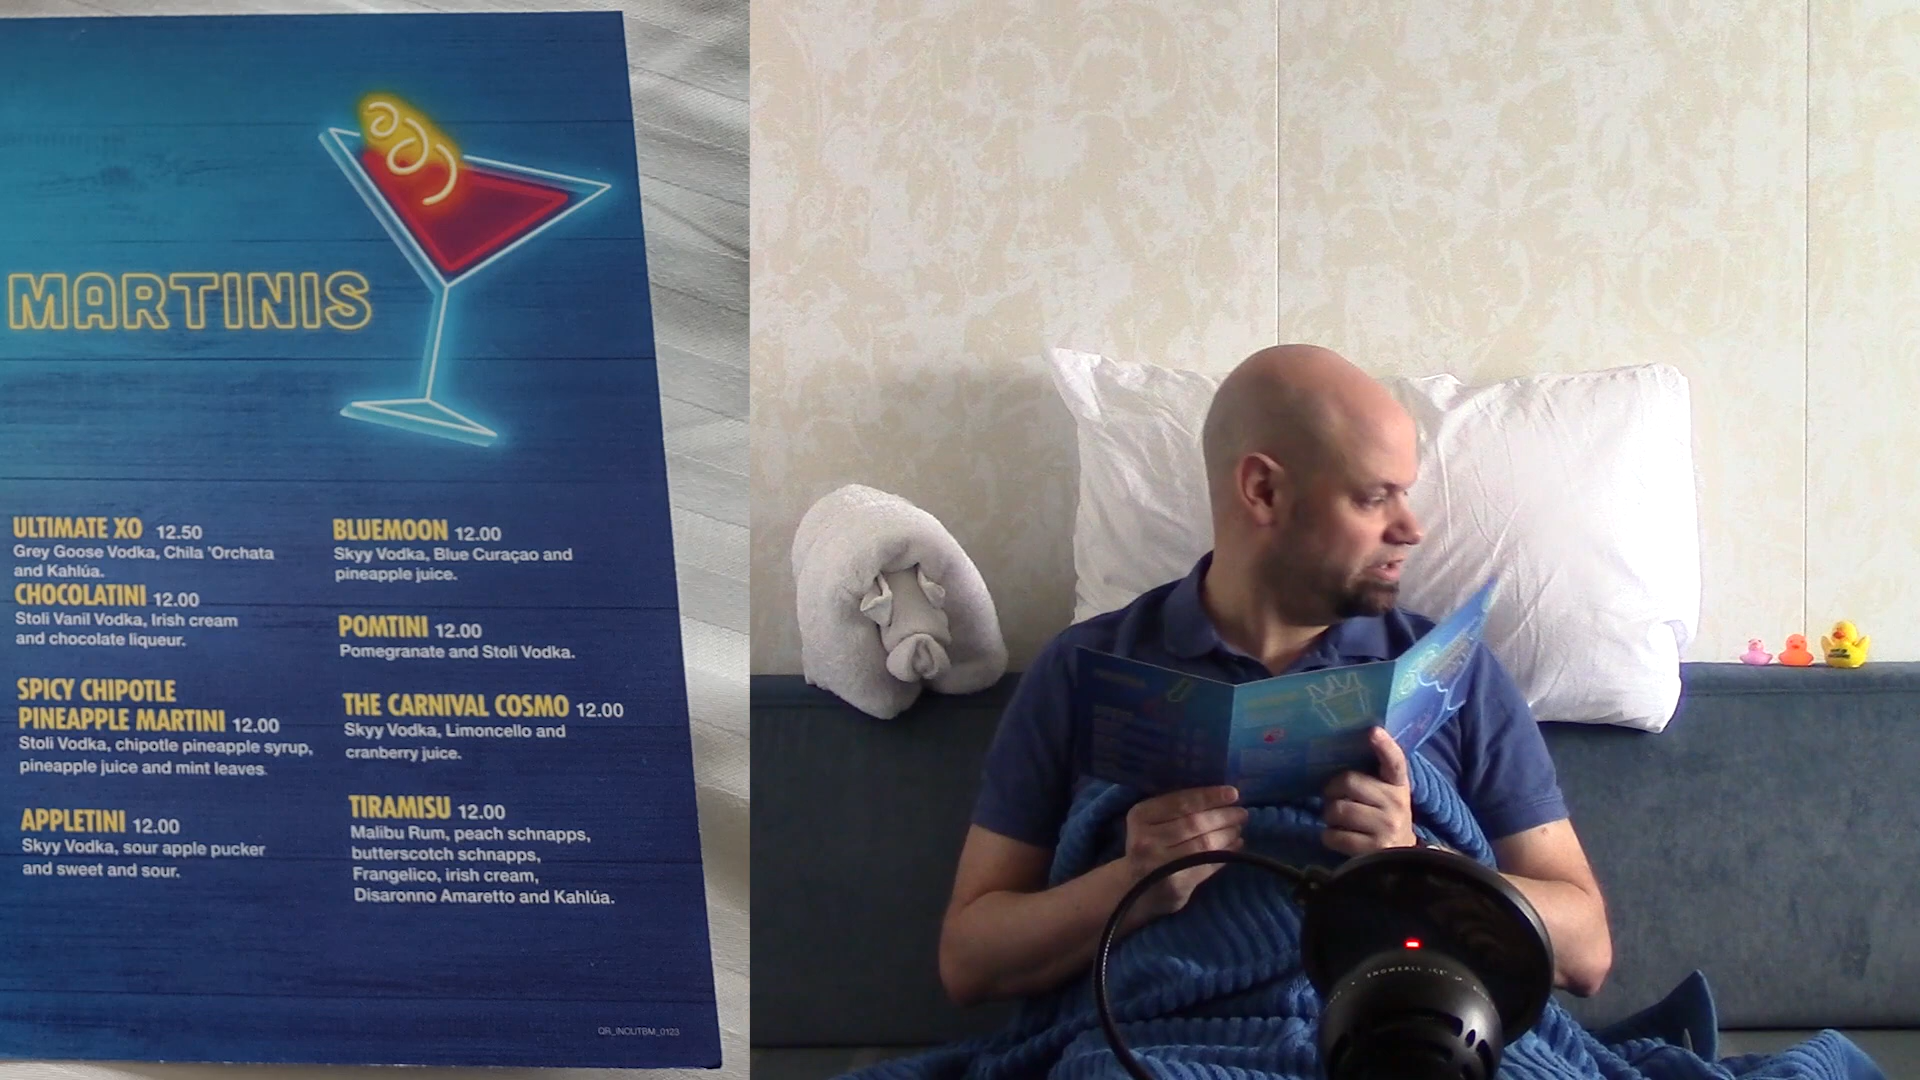 MARTINIS
ULTIMATE XO 12.50
Grey Goose Vodka, Chila 'Orchata
and Kahlúa.
CHOCOLATINI 12.00
Stoli Vanil Vodka, Irish cream
and chocolate liqueur.
SPICY CHIPOTLE
PINEAPPLE MARTINI 12.00
Stoli Vodka, chipotle pineapple syrup,
pineapple juice and mint leaves.
APPLETINI 12.00
Skyy Vodka, sour apple pucker
and sweet and sour.
BLUEMOON 12.00
Skyy Vodka, Blue Curaçao and
pineapple juice.
POMTINI 12.00
Pomegranate and Stoli Vodka.
THE CARNIVAL COSMO 12.00
Skyy Vodka, Limoncello and
cranberry juice.
TIRAMISU 12.00
Malibu Rum, peach schnapps,
butterscotch schnapps,
Frangelico, irish cream,
Disaronno Amaretto and Kahlúa.
QR_INOUTBM_0123
SNOWBALL iCE